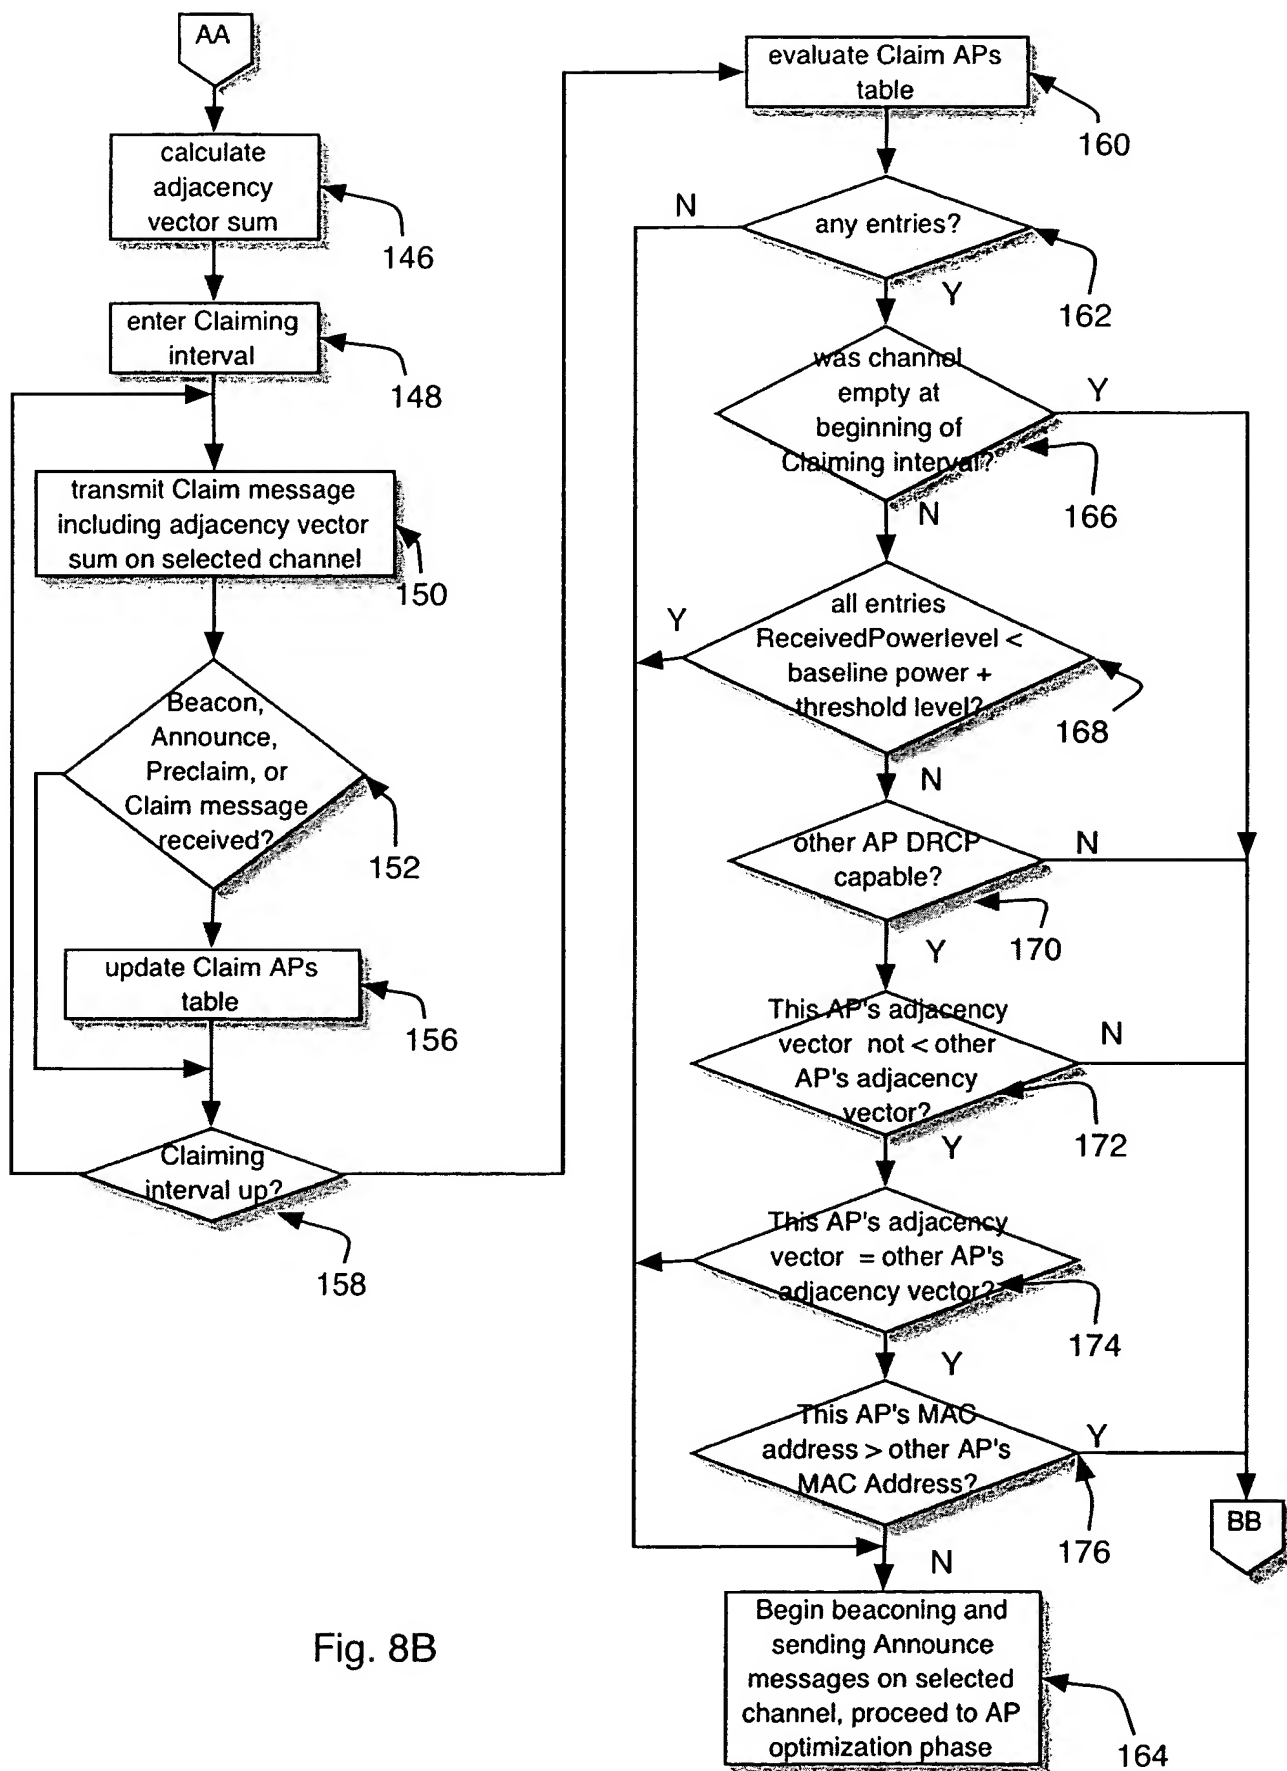 AA
calculate
adjacency
vector sum
146
enter Claiming
interval
148
transmit Claim message
including adjacency vector
sum on selected channel
150
Beacon,
Announce,
Preclaim, or
Claim message
received?
152
update Claim APs
table
156
Claiming
interval up?
158
evaluate Claim APs
table
160
any entries?
N
Y
162
was channel
empty at
beginning of
Claiming interval?
Y
N
166
all entries
ReceivedPowerlevel <
baseline power +
threshold level?
Y
N
168
other AP DRCP
capable?
N
Y
170
This AP's adjacency
vector not < other
AP's adjacency
vector?
N
Y
172
This AP's adjacency
vector = other AP's
adjacency vector?
Y
174
This AP's MAC
address > other AP's
MAC Address?
Y
N
176
BB
Begin beaconing and
sending Announce
messages on selected
channel, proceed to AP
optimization phase
164
Fig. 8B